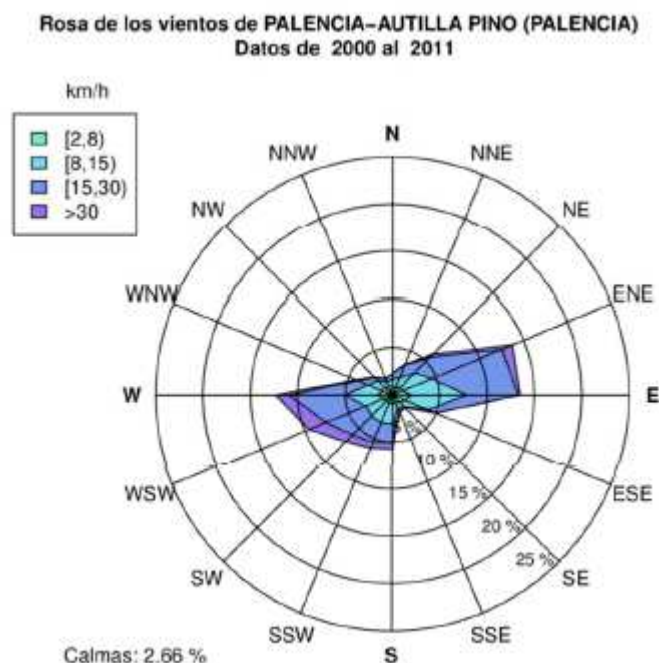 Rosa de los vientos de PALENCIA-AUTILLA PINO (PALENCIA)
Datos de 2000 al 2011
km/h
[2,8)
[8,15)
[15,30)
>30
N
NNW
NNE
NW
NE
WNW
ENE
W
E
WSW
ESE
SW
SE
SSW
SSE
S
5 %
10 %
15 %
20 %
25 %
Calmas: 2.66 %